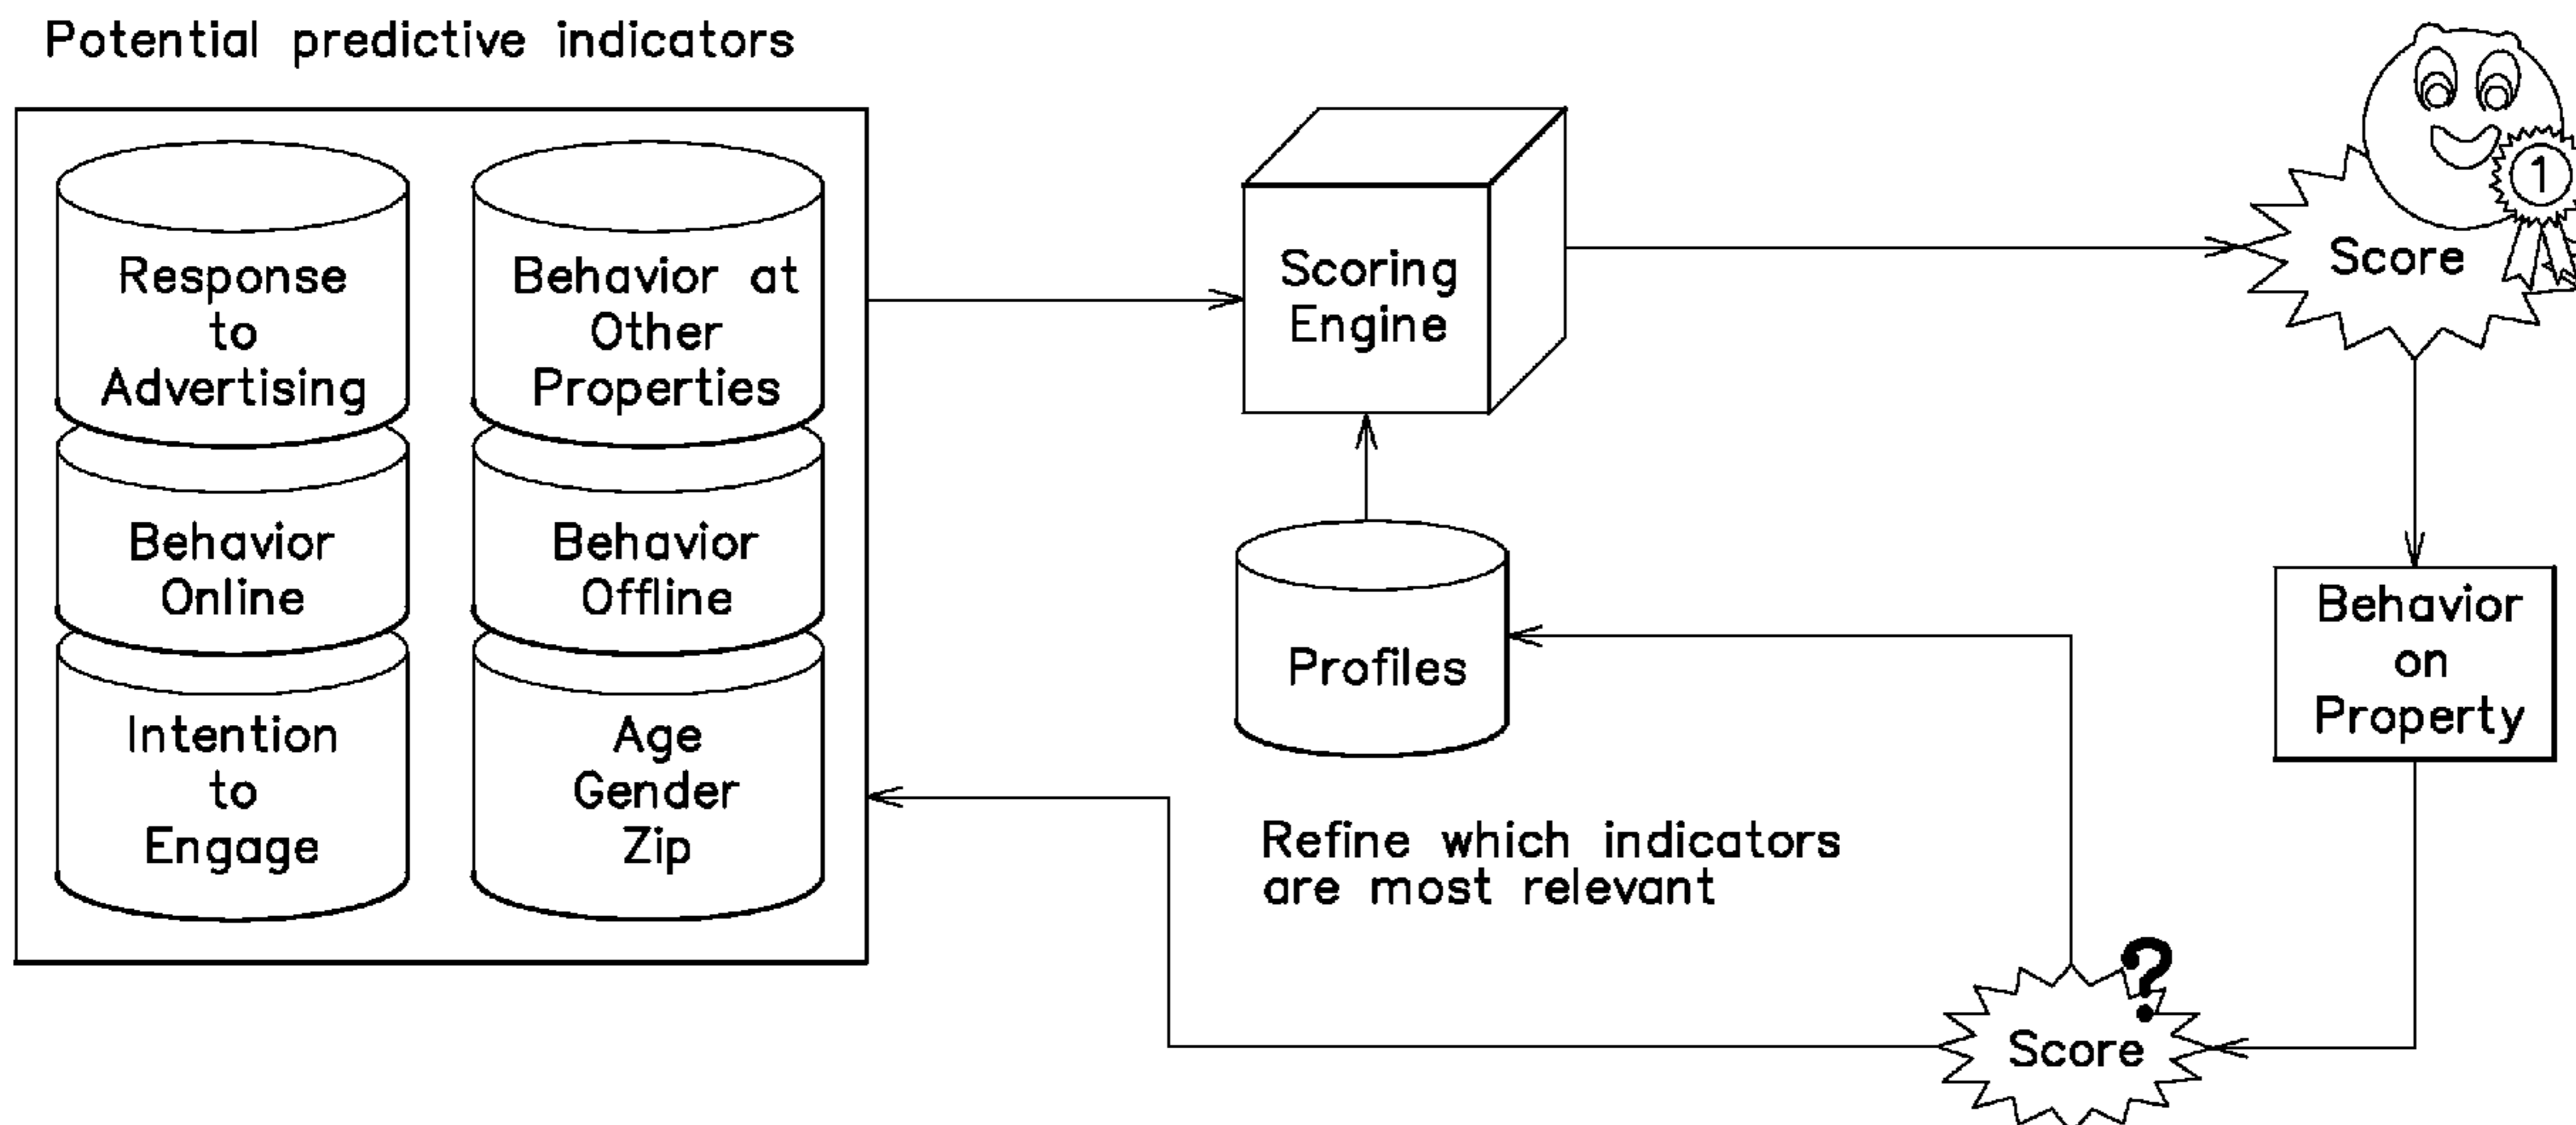 Potential predictive indicators
Response
to
Advertising
Behavior at
Other
Properties
Behavior
Online
Behavior
Offline
Intention
to
Engage
Age
Gender
Zip
Scoring
Engine
Profiles
1
Score
Behavior
on
Property
Refine which indicators
are most relevant
?
Score